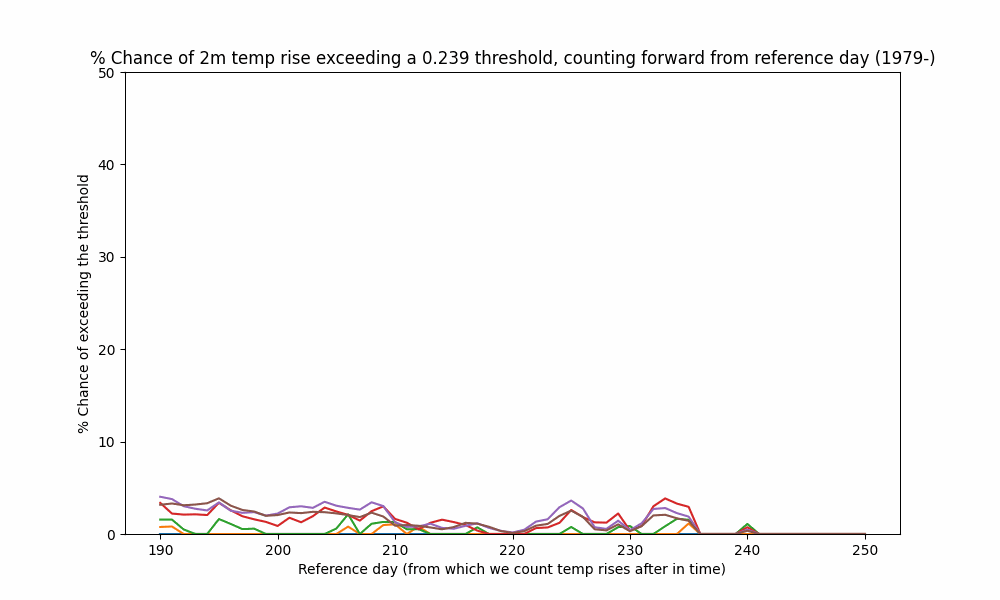 % Chance of 2m temp rise exceeding a 0.239 threshold, counting forward from reference day (1979-)
50
40
30
20
10
0
% Chance of exceeding the threshold
190 200 210 220 230 240 250
Reference day (from which we count temp rises after in time)